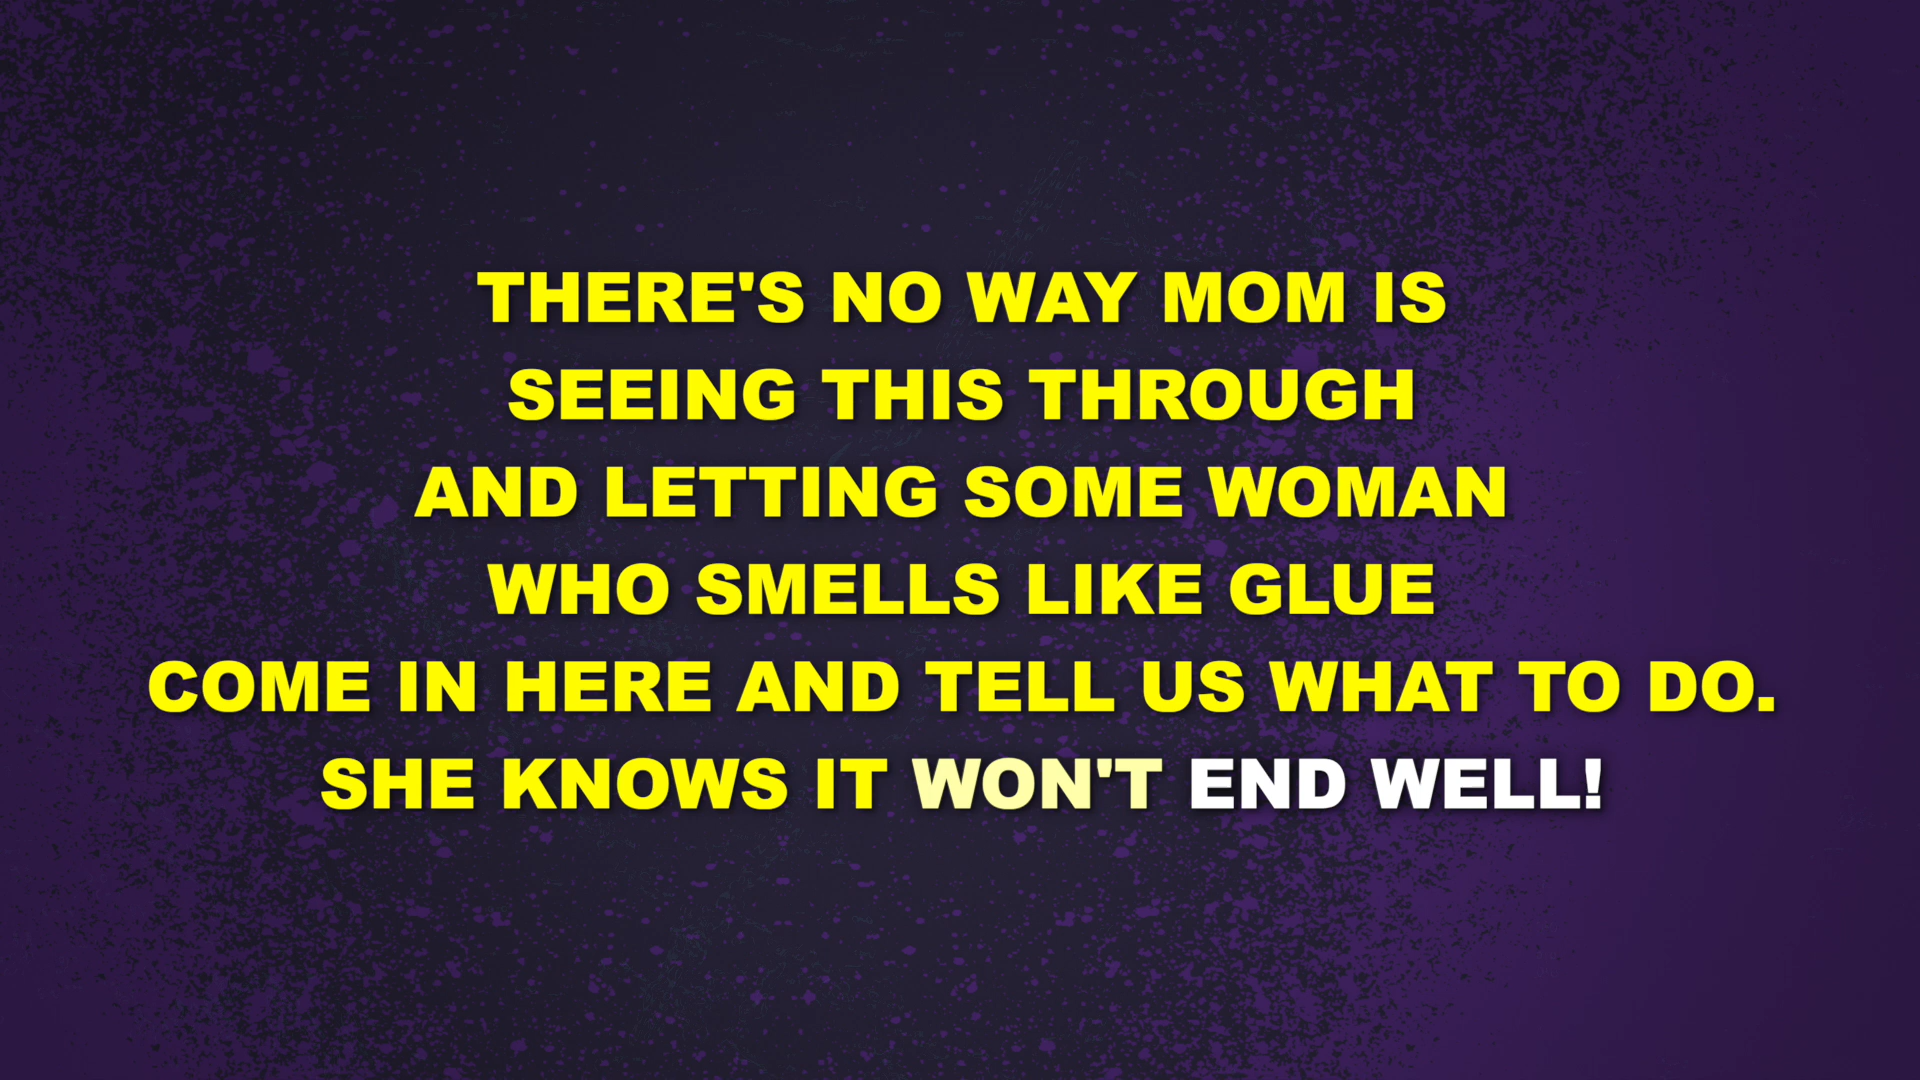 THERE'S NO WAY MOM IS
SEEING THIS THROUGH
AND LETTING SOME WOMAN
WHO SMELLS LIKE GLUE
COME IN HERE AND TELL US WHAT TO DO.
SHE KNOWS IT WON'T END WELL!